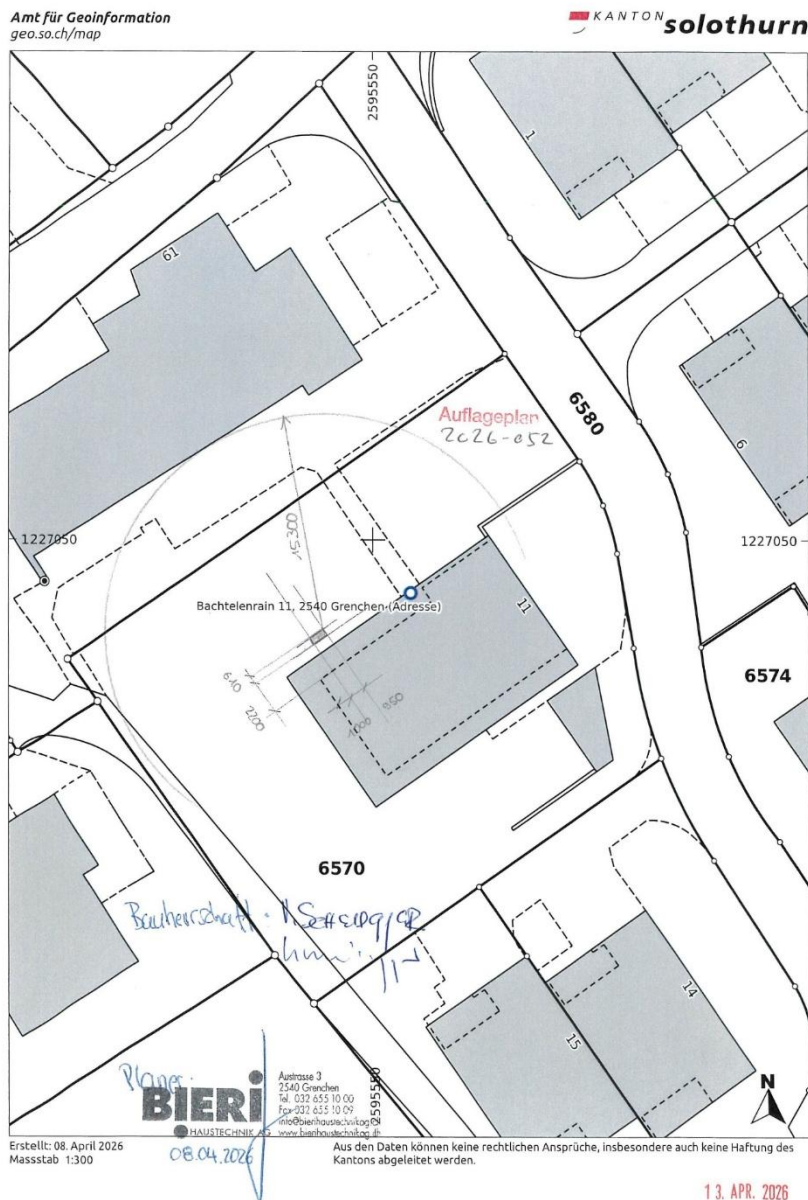 Amt für Geoinformation
geo.so.ch/map
KANTON solothurn
2595550
1
61
6580
Auflageplan
2026-052
6
1227050
1227050
15300
Bachtelenrain 11, 2540 Grenchen (Adresse)
11
640
2200
1000
950
6574
6570
Bauherrschaft:
14
15
Planer:
BIERI
HAUSTECHNIK AG
Austrasse 3
2540 Grenchen
Tel. 032 655 10 00
Fax 032 655 10 09
info@bierihaustechnikag.ch
www.bierihaustechnikag.ch
2595550
N
08.04.2026
Erstellt: 08. April 2026
Massstab 1:300
Aus den Daten können keine rechtlichen Ansprüche, insbesondere auch keine Haftung des
Kantons abgeleitet werden.
13. APR. 2026